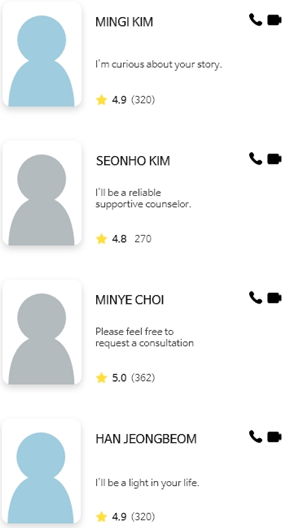 MINGI KIM
I'm curious about your story.
4.9 (320)
SEONHO KIM
I'll be a reliable
supportive counselor.
4.8 270
MINYE CHOI
Please feel free to
request a consultation
5.0 (362)
HAN JEONGBEOM
I'll be a light in your life.
4.9 (320)